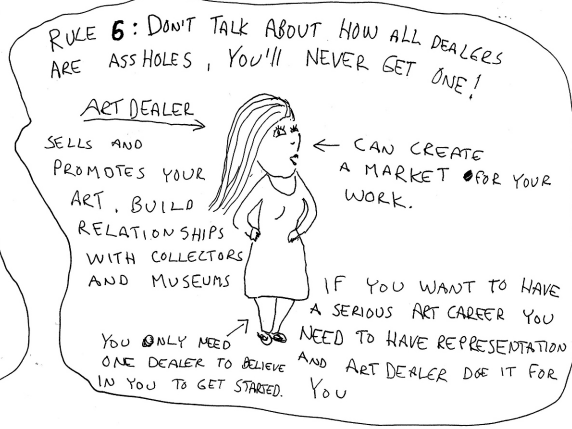 RULE 6: DON'T TALK ABOUT HOW ALL DEALERS
ARE ASSHOLES, YOU'LL NEVER GET ONE!
ART DEALER
SELLS AND
PROMOTES YOUR
ART, BUILD
RELATIONSHIPS
WITH COLLECTORS
AND MUSEUMS
CAN CREATE
A MARKET FOR YOUR
WORK.
YOU ONLY NEED
ONE DEALER TO BELIEVE
IN YOU TO GET STARTED.
IF YOU WANT TO HAVE
A SERIOUS ART CAREER YOU
NEED TO HAVE REPRESENTATION
AND ART DEALER DOE IT FOR
YOU